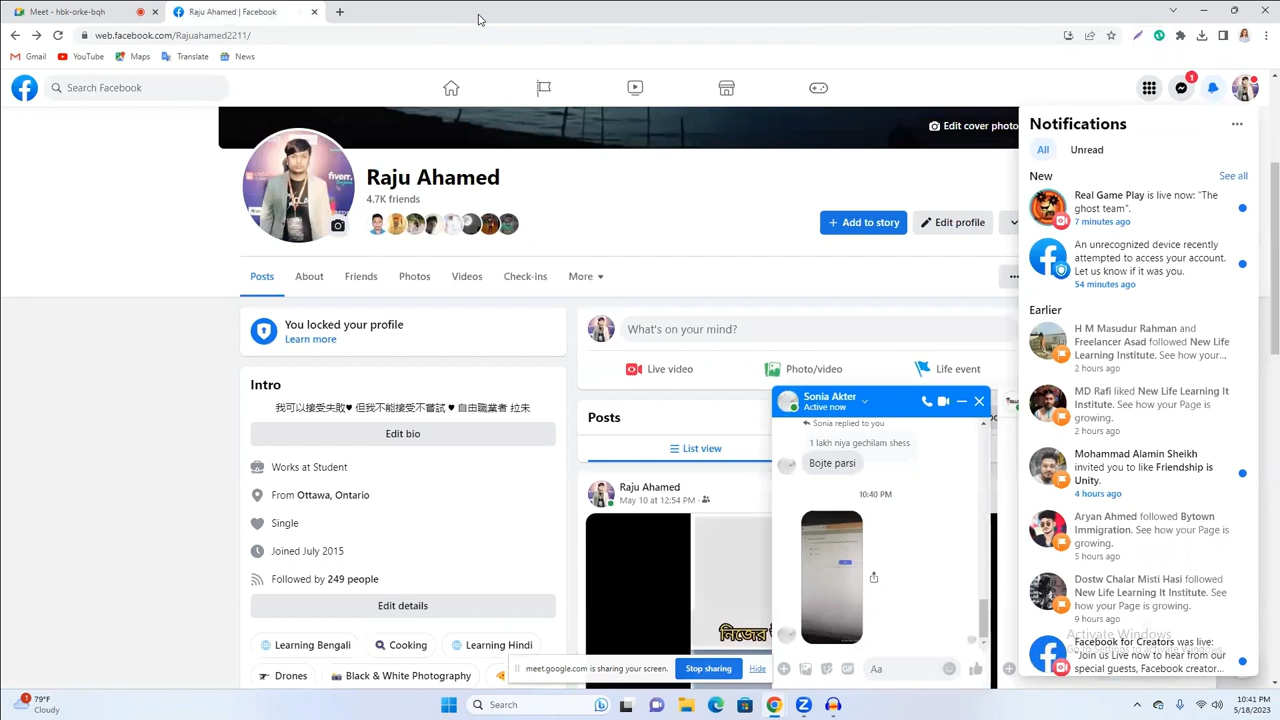 Meet - hbk-orke-bqh
Raju Ahamed | Facebook
web.facebook.com/Rajuahamed2211/
Gmail
YouTube
Maps
Translate
News
Search Facebook
1
Edit cover photo
fiverr.
Raju Ahamed
4.7K friends
+ Add to story
Edit profile
Posts
About
Friends
Photos
Videos
Check-ins
More
You locked your profile
Learn more
Intro
我可以接受失敗♥ 但我不能接受不嘗試 ♥ 自由職業者 拉朱
Edit bio
Works at Student
From Ottawa, Ontario
Single
Joined July 2015
Followed by 249 people
Edit details
Learning Bengali
Cooking
Learning Hindi
Drones
Black & White Photography
What's on your mind?
Live video
Photo/video
Life event
Posts
List view
Raju Ahamed
May 10 at 12:54 PM
নিজের
Sonia Akter
Active now
Sonia replied to you
1 lakh niya gechilam shess
Bojte parsi
10:40 PM
Aa
Notifications
All
Unread
New
See all
Real Game Play is live now: "The
ghost team".
7 minutes ago
An unrecognized device recently
attempted to access your account.
Let us know if it was you.
54 minutes ago
Earlier
H M Masudur Rahman and
Freelancer Asad followed New Life
Learning Institute. See how your...
2 hours ago
MD Rafi liked New Life Learning It
Institute. See how your Page is
growing.
2 hours ago
Mohammad Alamin Sheikh
invited you to like Friendship is
Unity.
4 hours ago
Aryan Ahmed followed Bytown
Immigration. See how your Page is
growing.
5 hours ago
Dostw Chalar Misti Hasi followed
New Life Learning It Institute. See
how your Page is growing.
9 hours ago
Facebook for Creators was live:
"Join us Live now to hear from our
special guests, Facebook creator...
Activate Windows
meet.google.com is sharing your screen.
Stop sharing
Hide
1
79°F
Cloudy
Search
10:41 PM
5/18/2023